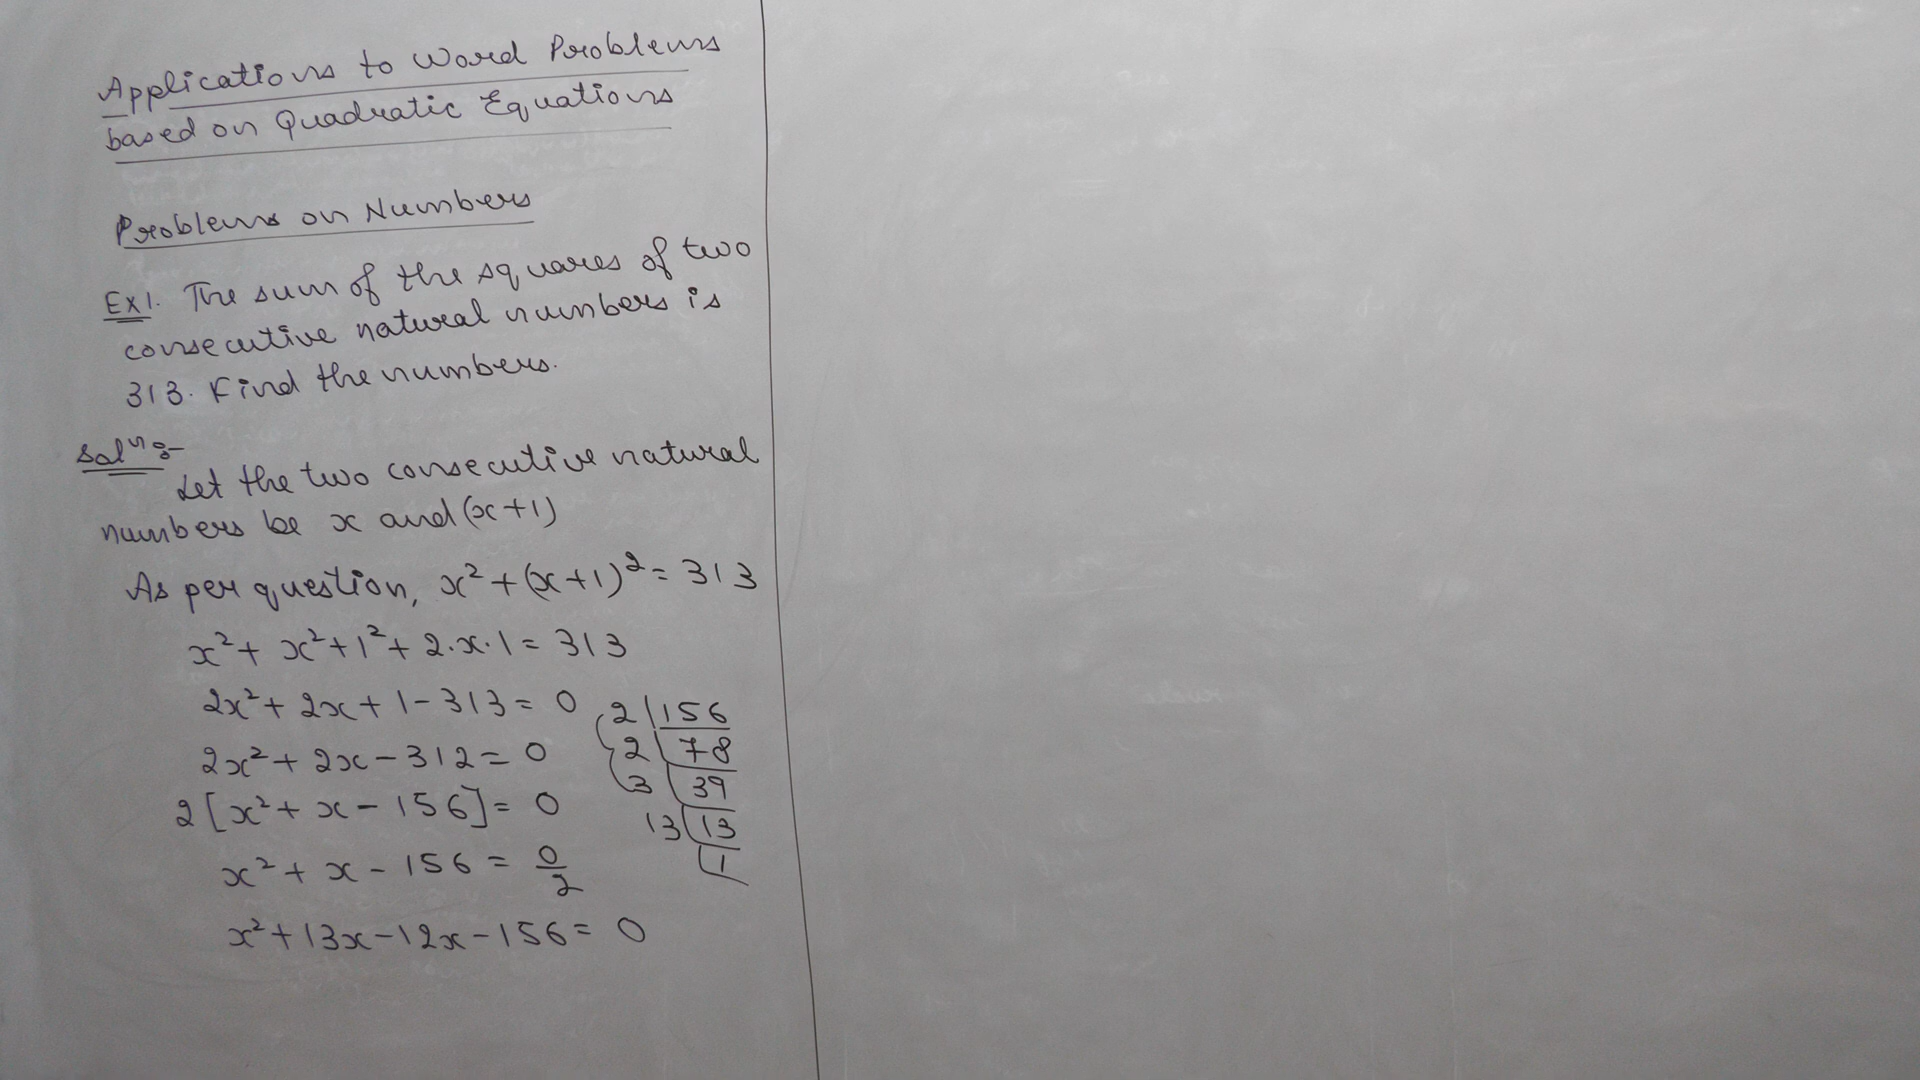 Applications to Word Problems
based on Quadratic Equations
Problems on Numbers
Ex1. The sum of the squares of two
consecutive natural numbers is
313. Find the numbers.
Solⁿ:-
Let the two consecutive natural
numbers be x and (x+1)
As per question, x² + (x+1)² = 313
x² + x² + 1² + 2·x·1 = 313
2x² + 2x + 1 - 313 = 0
2x² + 2x - 312 = 0
2[x² + x - 156] = 0
x² + x - 156 = 0/2
x² + 13x - 12x - 156 = 0
2 | 156
2 | 78
3 | 39
13 | 13
1